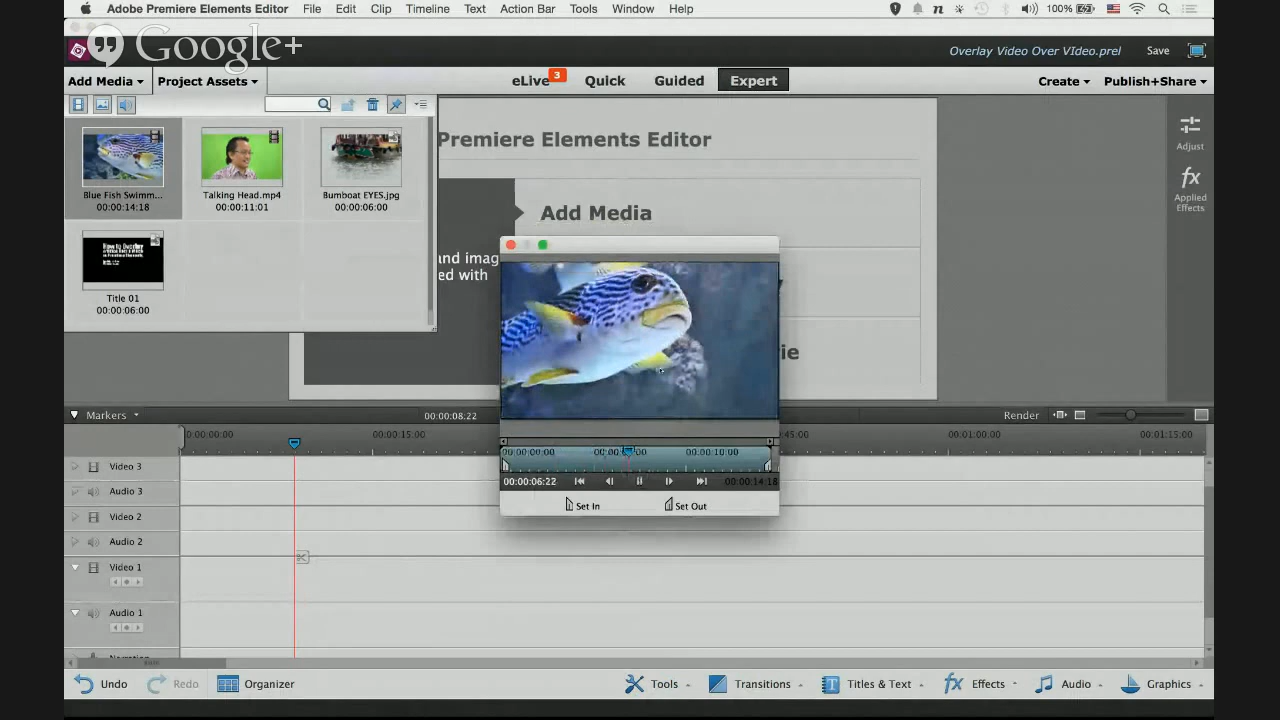 Adobe Premiere Elements Editor File Edit Clip Timeline Text Action Bar Tools Window Help 100%
Google+
Overlay Video Over VIdeo.prel Save
Add Media Project Assets eLive 3 Quick Guided Expert Create Publish+Share
Premiere Elements Editor
Adjust
Applied
Effects
Blue Fish Swimm... Talking Head.mp4 Bumboat EYES.jpg
00:00:14:18 00:00:11:01 00:00:06:00
Add Media
and imag
ed with
How to Overlay
Title 01
00:00:06:00
ie
Markers 00:00:08:22 Render
0:00:00:00 00:00:15:00 45:00 00:01:00:00 00:01:15:00
00:00:00:00 00:00:10:00
00:00:06:22 00:00:14:18
Set In Set Out
Video 3
Audio 3
Video 2
Audio 2
Video 1
Audio 1
Narration
Undo Redo Organizer Tools Transitions Titles & Text Effects Audio Graphics